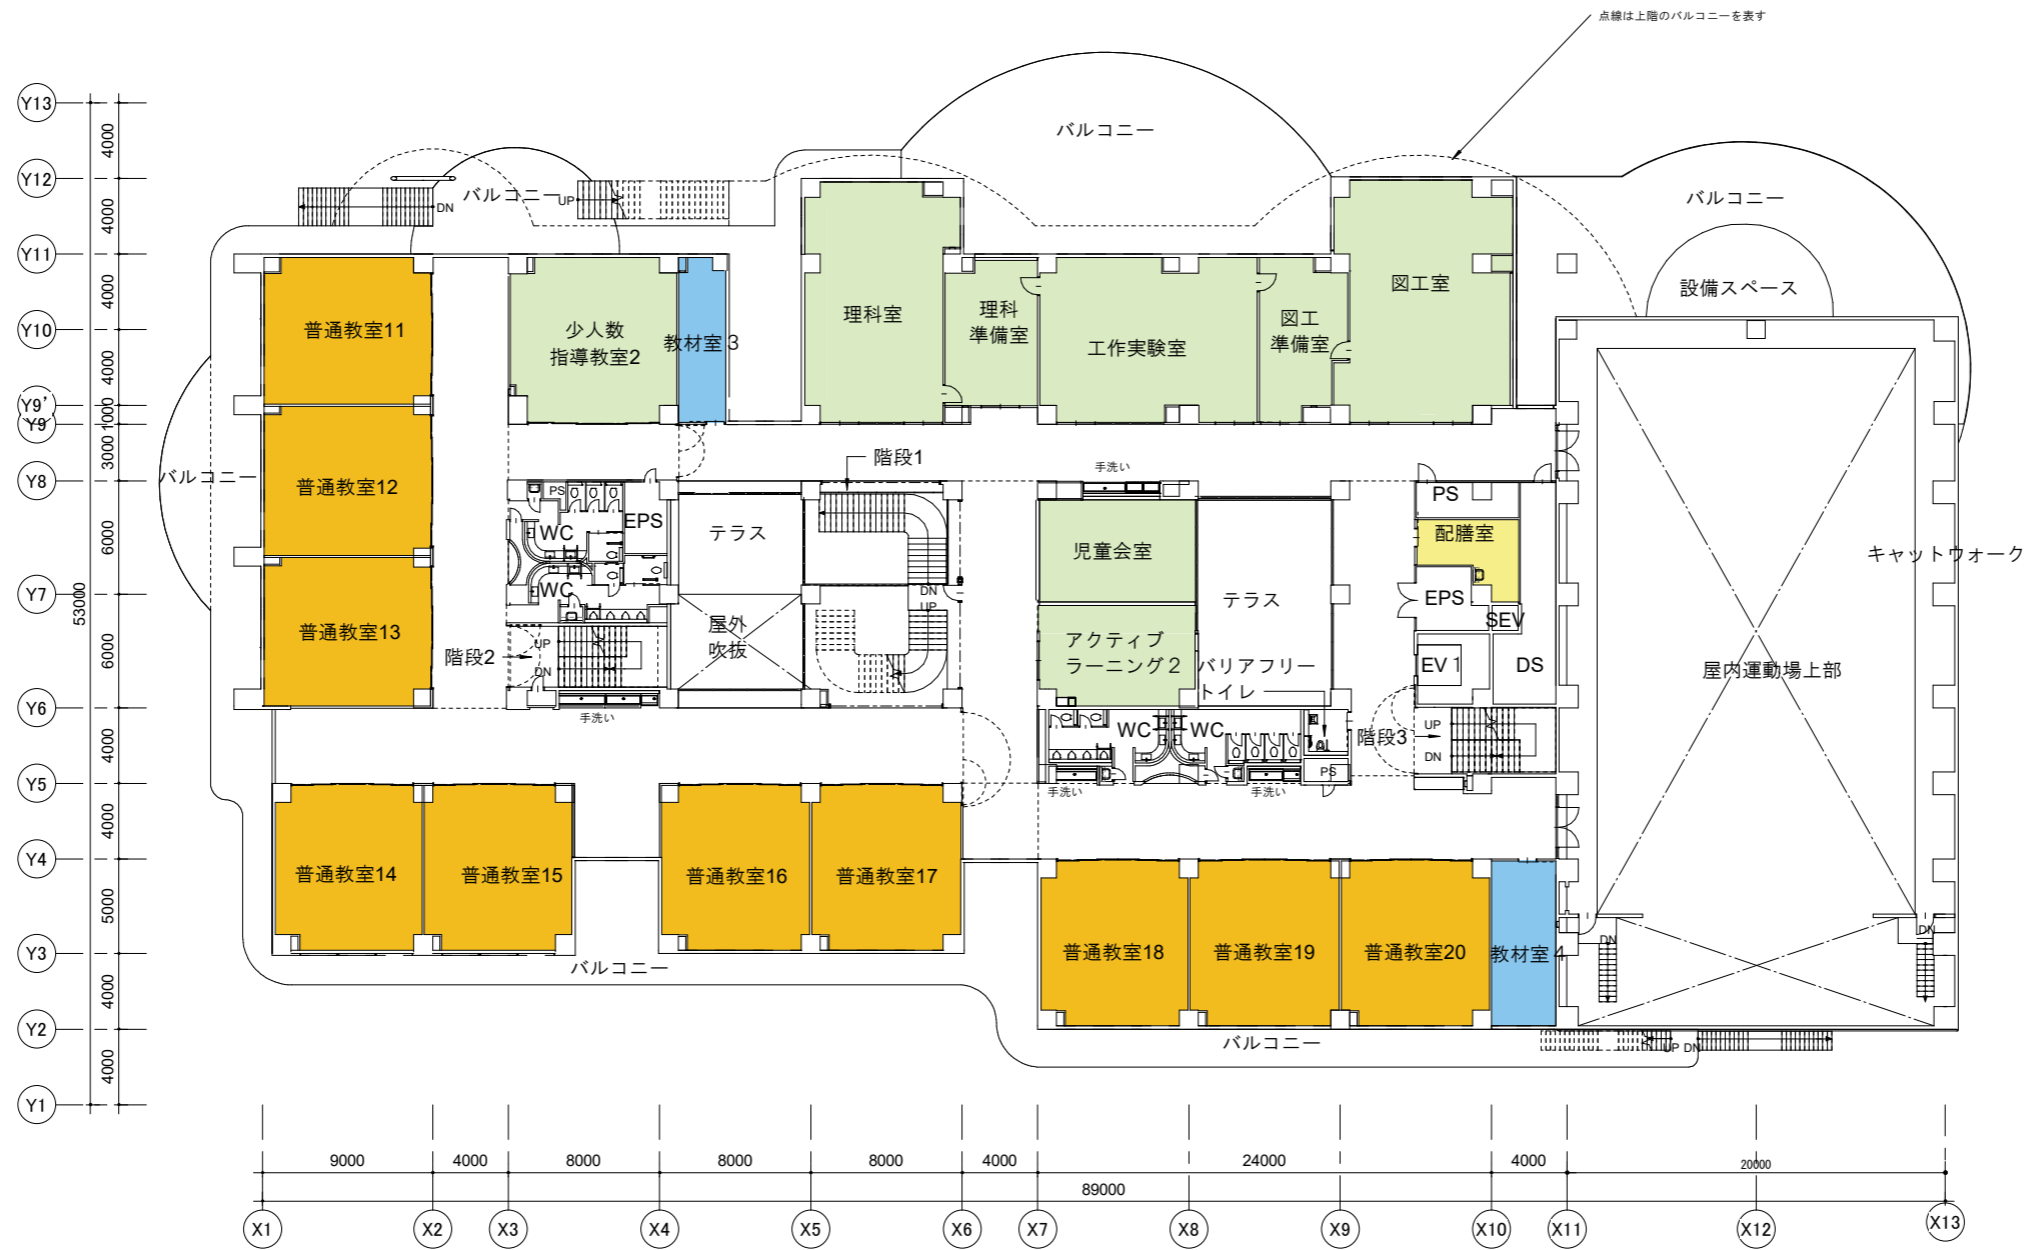 点線は上階のバルコニーを表す
Y13
Y12
Y11
Y10
Y9’
Y9
Y8
Y7
Y6
Y5
Y4
Y3
Y2
Y1
4000
4000
4000
4000
1000
3000
6000
6000
4000
4000
5000
4000
4000
53000
バルコニー
バルコニー
バルコニー
UP
DN
設備スペース
普通教室11
少人数
指導教室2
教材室３
理科室
理科
準備室
工作実験室
図工
準備室
図工室
バルコニー
普通教室12
普通教室13
階段1
手洗い
PS
WC
EPS
WC
テラス
DN
UP
屋外
吹抜
階段2
UP
DN
手洗い
児童会室
アクティブ
ラーニング２
テラス
バリアフリー
トイレ
PS
配膳室
EPS
SEV
EV１
DS
キャットウォーク
屋内運動場上部
WC
WC
PS
手洗い
手洗い
階段3
UP
DN
普通教室14
普通教室15
普通教室16
普通教室17
普通教室18
普通教室19
普通教室20
教材室４
DN
DN
バルコニー
バルコニー
UP DN
9000
4000
8000
8000
8000
4000
24000
4000
20000
89000
X1
X2
X3
X4
X5
X6
X7
X8
X9
X10
X11
X12
X13